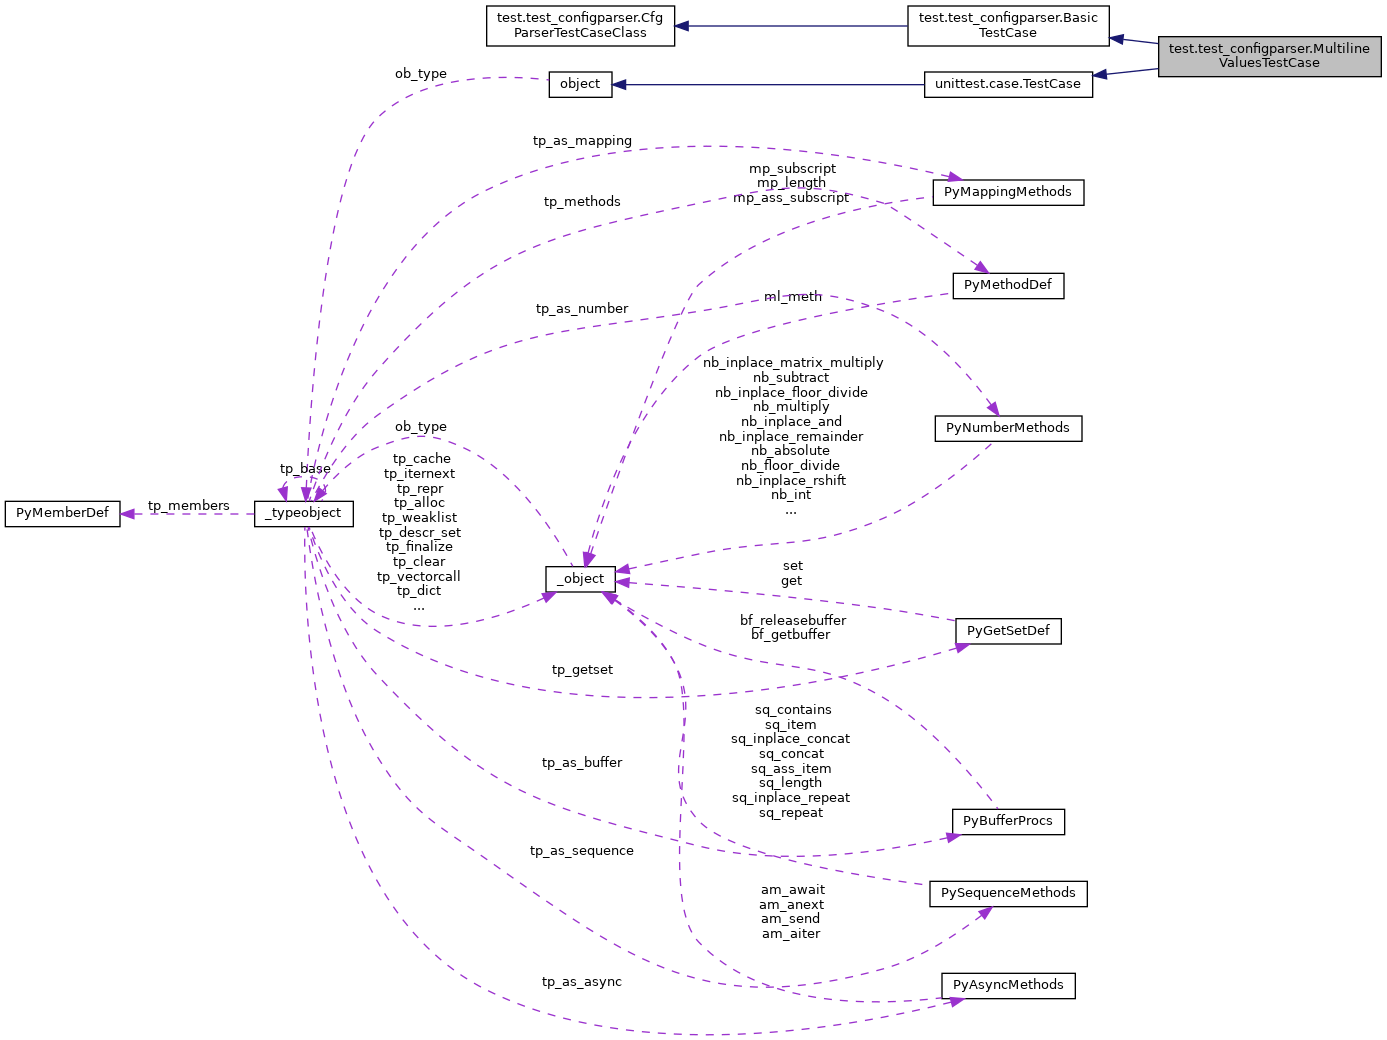 test.test_configparser.Cfg
ParserTestCaseClass
test.test_configparser.Basic
TestCase
test.test_configparser.Multiline
ValuesTestCase
ob_type
object
unittest.case.TestCase
tp_as_mapping
mp_subscript
mp_length
mp_ass_subscript
PyMappingMethods
tp_methods
PyMethodDef
ml_meth
tp_as_number
nb_inplace_matrix_multiply
nb_subtract
nb_inplace_floor_divide
nb_multiply
nb_inplace_and
nb_inplace_remainder
nb_absolute
nb_floor_divide
nb_inplace_rshift
nb_int
...
PyNumberMethods
ob_type
tp_cache
tp_iternext
tp_repr
tp_alloc
tp_weaklist
tp_descr_set
tp_finalize
tp_clear
tp_vectorcall
tp_dict
...
tp_base
PyMemberDef
tp_members
_typeobject
_object
set
get
PyGetSetDef
bf_releasebuffer
bf_getbuffer
tp_getset
sq_contains
sq_item
sq_inplace_concat
sq_concat
sq_ass_item
sq_length
sq_inplace_repeat
sq_repeat
tp_as_buffer
PyBufferProcs
tp_as_sequence
PySequenceMethods
am_await
am_anext
am_send
am_aiter
tp_as_async
PyAsyncMethods